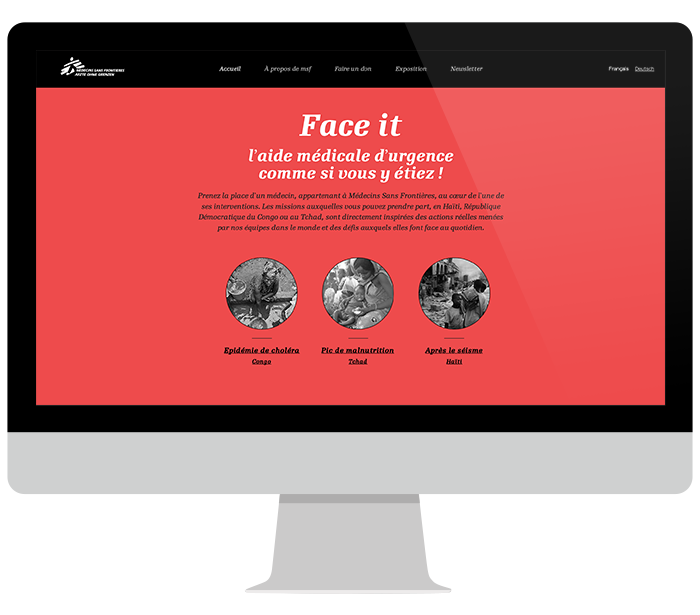 MEDECINS SANS FRONTIERES
ÄRZTE OHNE GRENZEN
Accueil
À propos de msf
Faire un don
Exposition
Newsletter
Français
Deutsch
Face it
l'aide médicale d'urgence
comme si vous y étiez !
Prenez la place d'un médecin, appartenant à Médecins Sans Frontières, au cœur de l'une de
ses interventions. Les missions auxquelles vous pouvez prendre part, en Haïti, République
Démocratique du Congo ou au Tchad, sont directement inspirées des actions réelles menées
par nos équipes dans le monde et des défis auxquels elles font face au quotidien.
Epidémie de choléra
Congo
Pic de malnutrition
Tchad
Après le séisme
Haïti